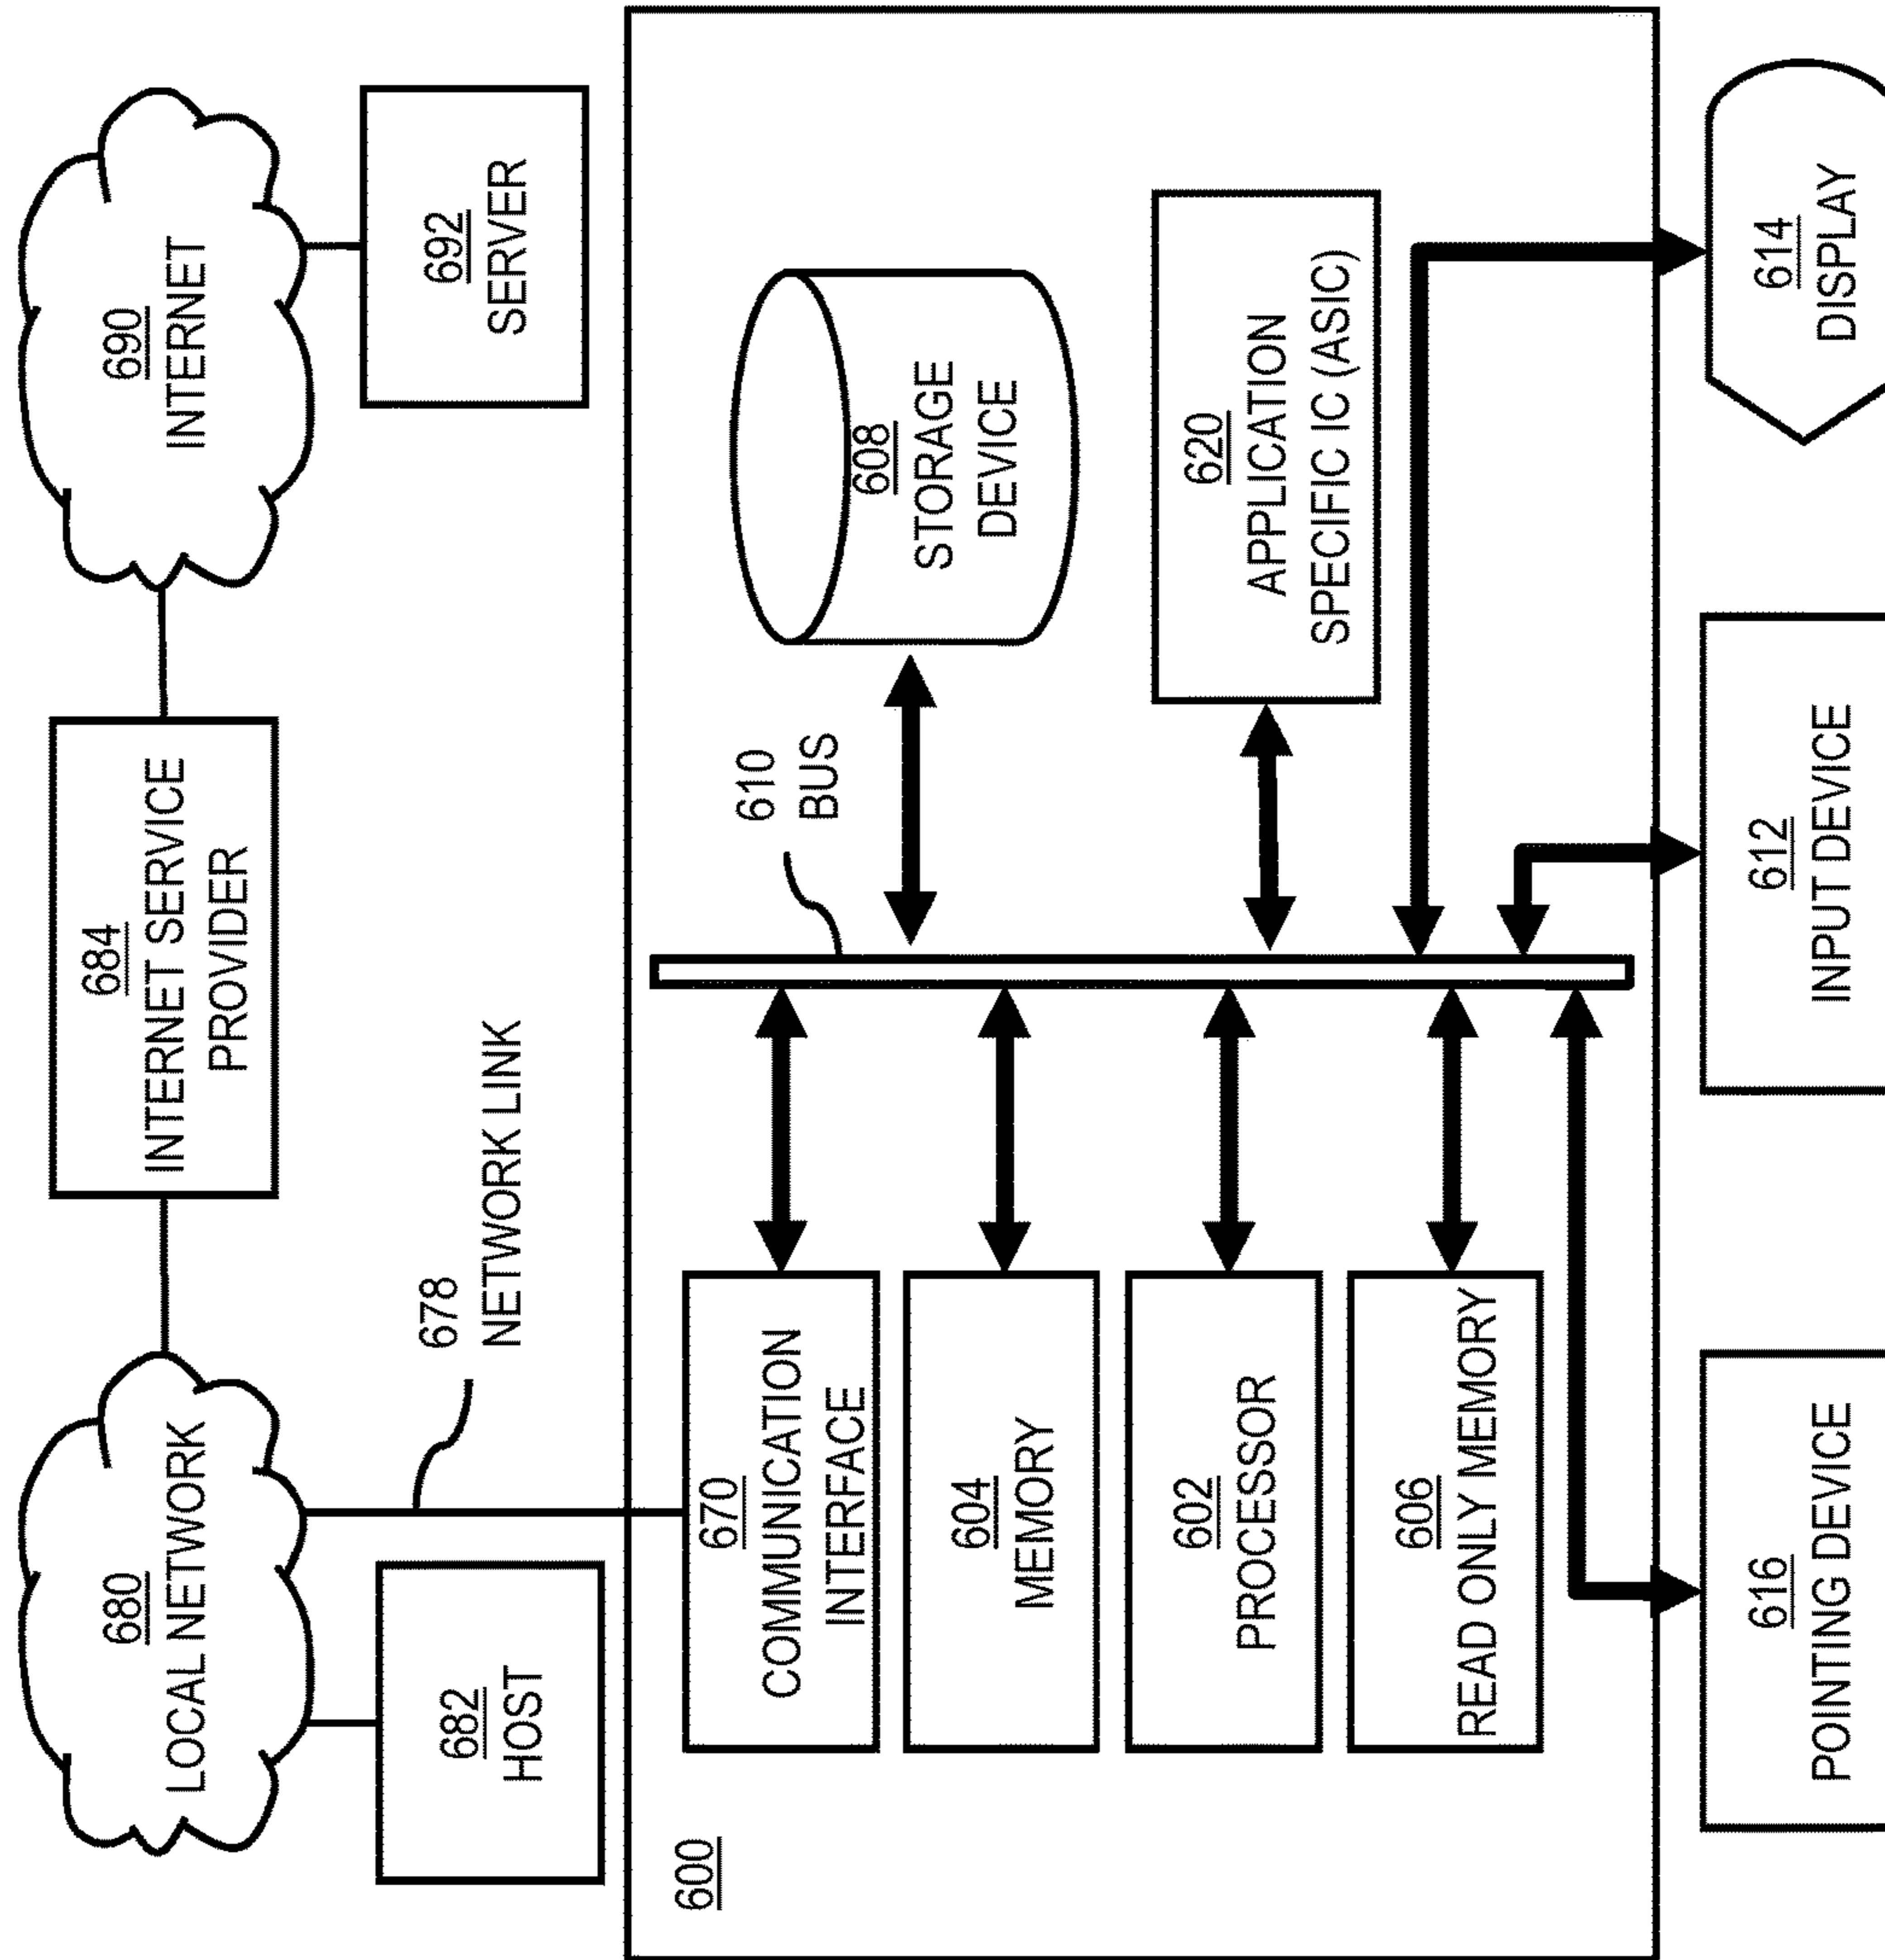 680
LOCAL NETWORK
684
INTERNET SERVICE
PROVIDER
690
INTERNET
682
HOST
678
NETWORK LINK
692
SERVER
600
670
COMMUNICATION
INTERFACE
610
BUS
608
STORAGE
DEVICE
604
MEMORY
602
PROCESSOR
620
APPLICATION
SPECIFIC IC (ASIC)
606
READ ONLY MEMORY
616
POINTING DEVICE
612
INPUT DEVICE
614
DISPLAY